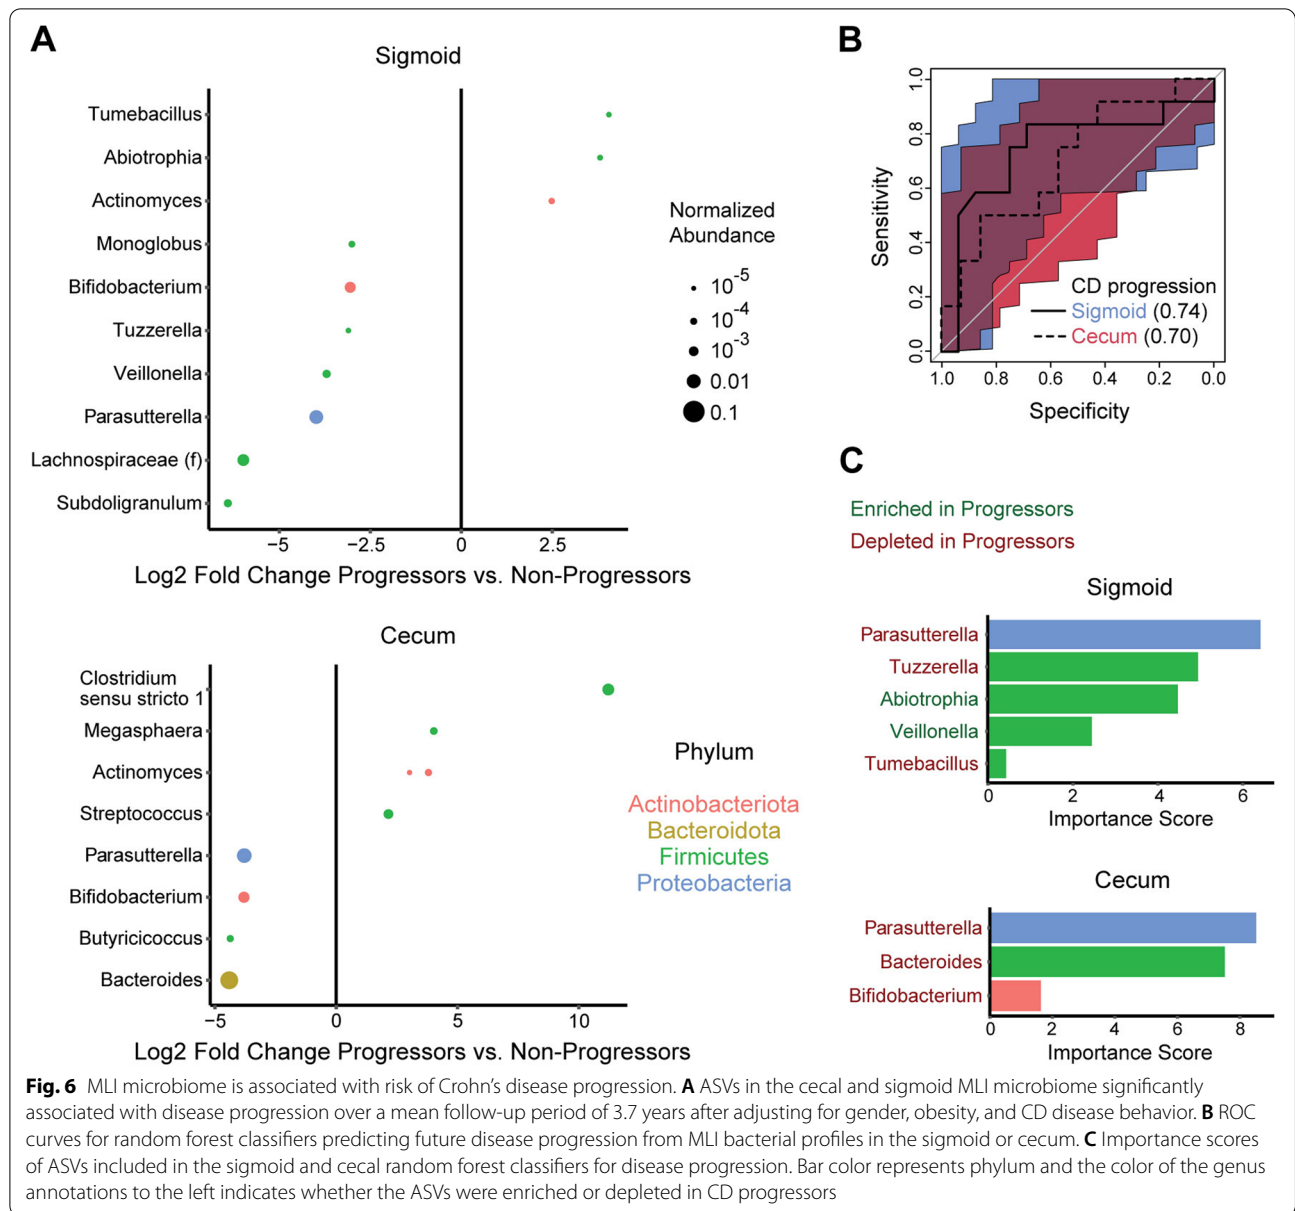 A
Sigmoid
Tumebacillus
Abiotrophia
Actinomyces
Monoglobus
Bifidobacterium
Tuzzerella
Veillonella
Parasutterella
Lachnospiraceae (f)
Subdoligranulum
−5 −2.5 0 2.5
Log2 Fold Change Progressors vs. Non-Progressors
Normalized
Abundance
10-5
10-4
10-3
0.01
0.1
Cecum
Clostridium
sensu stricto 1
Megasphaera
Actinomyces
Streptococcus
Parasutterella
Bifidobacterium
Butyricicoccus
Bacteroides
−5 0 5 10
Log2 Fold Change Progressors vs. Non-Progressors
Phylum
Actinobacteriota
Bacteroidota
Firmicutes
Proteobacteria
B
Sensitivity
1.0
0.8
0.6
0.4
0.2
0.0
CD progression
Sigmoid (0.74)
Cecum (0.70)
1.0 0.8 0.6 0.4 0.2 0.0
Specificity
C
Enriched in Progressors
Depleted in Progressors
Sigmoid
Parasutterella
Tuzzerella
Abiotrophia
Veillonella
Tumebacillus
0 2 4 6
Importance Score
Cecum
Parasutterella
Bacteroides
Bifidobacterium
0 2 4 6 8
Importance Score
Fig. 6 MLI microbiome is associated with risk of Crohn’s disease progression. A ASVs in the cecal and sigmoid MLI microbiome significantly
associated with disease progression over a mean follow-up period of 3.7 years after adjusting for gender, obesity, and CD disease behavior. B ROC
curves for random forest classifiers predicting future disease progression from MLI bacterial profiles in the sigmoid or cecum. C Importance scores
of ASVs included in the sigmoid and cecal random forest classifiers for disease progression. Bar color represents phylum and the color of the genus
annotations to the left indicates whether the ASVs were enriched or depleted in CD progressors